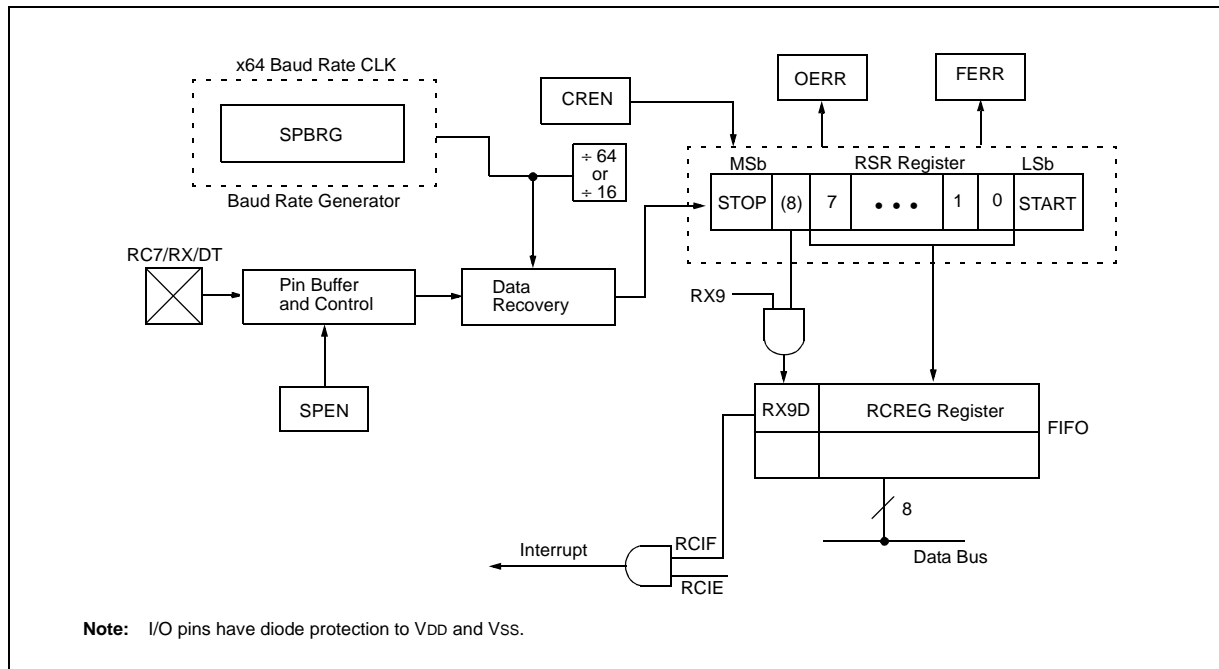 x64 Baud Rate CLK
SPBRG
Baud Rate Generator
CREN
OERR
FERR
÷ 64
or
÷ 16
MSb
RSR Register
LSb
STOP
(8)
7
• • •
1
0
START
RC7/RX/DT
Pin Buffer
and Control
Data
Recovery
RX9
SPEN
RX9D
RCREG Register
FIFO
8
Interrupt
RCIF
RCIE
Data Bus
Note: I/O pins have diode protection to VDD and VSS.